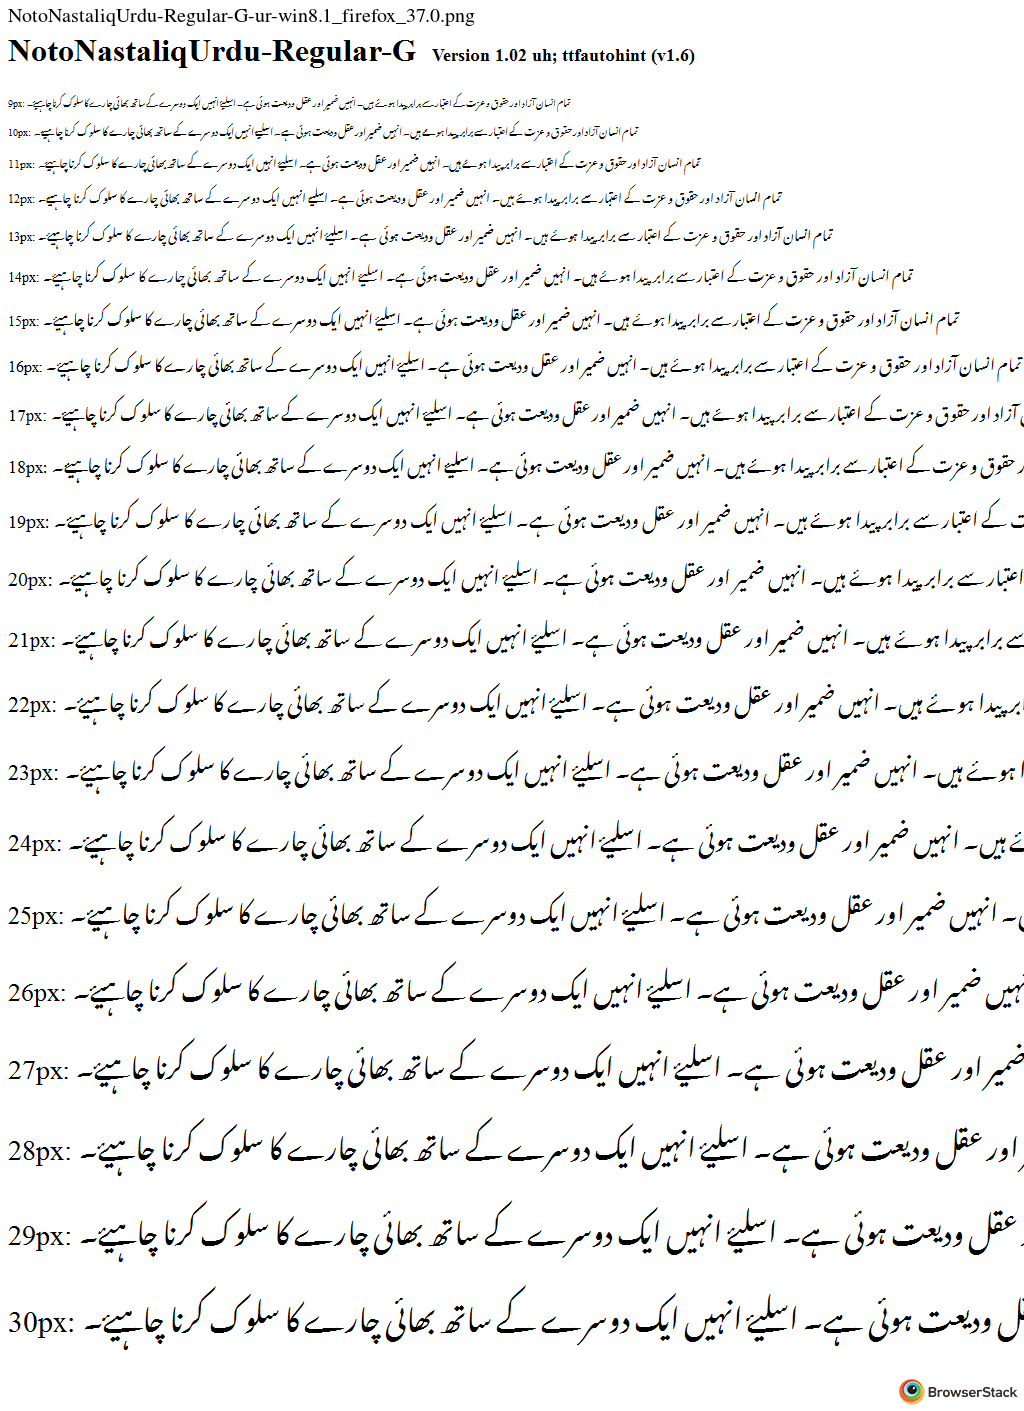 NotoNastaliqUrdu-Regular-G-ur-win8.1_firefox_37.0.png
NotoNastaliqUrdu-Regular-G Version 1.02 uh; ttfautohint (v1.6)
9px: تمام انسان آزاد اور حقوق و عزت کے اعتبار سے برابر پیدا ہوئے ہیں۔ انہیں ضمیر اور عقل ودیعت ہوئی ہے۔ اسلیئے انہیں ایک دوسرے کے ساتھ بھائی چارے کا سلوک کرنا چاہیئے۔
10px: تمام انسان آزاد اور حقوق و عزت کے اعتبار سے برابر پیدا ہوئے ہیں۔ انہیں ضمیر اور عقل ودیعت ہوئی ہے۔ اسلیئے انہیں ایک دوسرے کے ساتھ بھائی چارے کا سلوک کرنا چاہیئے۔
11px: تمام انسان آزاد اور حقوق و عزت کے اعتبار سے برابر پیدا ہوئے ہیں۔ انہیں ضمیر اور عقل ودیعت ہوئی ہے۔ اسلیئے انہیں ایک دوسرے کے ساتھ بھائی چارے کا سلوک کرنا چاہیئے۔
12px: تمام انسان آزاد اور حقوق و عزت کے اعتبار سے برابر پیدا ہوئے ہیں۔ انہیں ضمیر اور عقل ودیعت ہوئی ہے۔ اسلیئے انہیں ایک دوسرے کے ساتھ بھائی چارے کا سلوک کرنا چاہیئے۔
13px: تمام انسان آزاد اور حقوق و عزت کے اعتبار سے برابر پیدا ہوئے ہیں۔ انہیں ضمیر اور عقل ودیعت ہوئی ہے۔ اسلیئے انہیں ایک دوسرے کے ساتھ بھائی چارے کا سلوک کرنا چاہیئے۔
14px: تمام انسان آزاد اور حقوق و عزت کے اعتبار سے برابر پیدا ہوئے ہیں۔ انہیں ضمیر اور عقل ودیعت ہوئی ہے۔ اسلیئے انہیں ایک دوسرے کے ساتھ بھائی چارے کا سلوک کرنا چاہیئے۔
15px: تمام انسان آزاد اور حقوق و عزت کے اعتبار سے برابر پیدا ہوئے ہیں۔ انہیں ضمیر اور عقل ودیعت ہوئی ہے۔ اسلیئے انہیں ایک دوسرے کے ساتھ بھائی چارے کا سلوک کرنا چاہیئے۔
16px: تمام انسان آزاد اور حقوق و عزت کے اعتبار سے برابر پیدا ہوئے ہیں۔ انہیں ضمیر اور عقل ودیعت ہوئی ہے۔ اسلیئے انہیں ایک دوسرے کے ساتھ بھائی چارے کا سلوک کرنا چاہیئے۔
17px: آزاد اور حقوق و عزت کے اعتبار سے برابر پیدا ہوئے ہیں۔ انہیں ضمیر اور عقل ودیعت ہوئی ہے۔ اسلیئے انہیں ایک دوسرے کے ساتھ بھائی چارے کا سلوک کرنا چاہیئے۔
18px: حقوق و عزت کے اعتبار سے برابر پیدا ہوئے ہیں۔ انہیں ضمیر اور عقل ودیعت ہوئی ہے۔ اسلیئے انہیں ایک دوسرے کے ساتھ بھائی چارے کا سلوک کرنا چاہیئے۔
19px: کے اعتبار سے برابر پیدا ہوئے ہیں۔ انہیں ضمیر اور عقل ودیعت ہوئی ہے۔ اسلیئے انہیں ایک دوسرے کے ساتھ بھائی چارے کا سلوک کرنا چاہیئے۔
20px: اعتبار سے برابر پیدا ہوئے ہیں۔ انہیں ضمیر اور عقل ودیعت ہوئی ہے۔ اسلیئے انہیں ایک دوسرے کے ساتھ بھائی چارے کا سلوک کرنا چاہیئے۔
21px: سے برابر پیدا ہوئے ہیں۔ انہیں ضمیر اور عقل ودیعت ہوئی ہے۔ اسلیئے انہیں ایک دوسرے کے ساتھ بھائی چارے کا سلوک کرنا چاہیئے۔
22px: پیدا ہوئے ہیں۔ انہیں ضمیر اور عقل ودیعت ہوئی ہے۔ اسلیئے انہیں ایک دوسرے کے ساتھ بھائی چارے کا سلوک کرنا چاہیئے۔
23px: ہوئے ہیں۔ انہیں ضمیر اور عقل ودیعت ہوئی ہے۔ اسلیئے انہیں ایک دوسرے کے ساتھ بھائی چارے کا سلوک کرنا چاہیئے۔
24px: ہیں۔ انہیں ضمیر اور عقل ودیعت ہوئی ہے۔ اسلیئے انہیں ایک دوسرے کے ساتھ بھائی چارے کا سلوک کرنا چاہیئے۔
25px: انہیں ضمیر اور عقل ودیعت ہوئی ہے۔ اسلیئے انہیں ایک دوسرے کے ساتھ بھائی چارے کا سلوک کرنا چاہیئے۔
26px: ضمیر اور عقل ودیعت ہوئی ہے۔ اسلیئے انہیں ایک دوسرے کے ساتھ بھائی چارے کا سلوک کرنا چاہیئے۔
27px: ضمیر اور عقل ودیعت ہوئی ہے۔ اسلیئے انہیں ایک دوسرے کے ساتھ بھائی چارے کا سلوک کرنا چاہیئے۔
28px: اور عقل ودیعت ہوئی ہے۔ اسلیئے انہیں ایک دوسرے کے ساتھ بھائی چارے کا سلوک کرنا چاہیئے۔
29px: عقل ودیعت ہوئی ہے۔ اسلیئے انہیں ایک دوسرے کے ساتھ بھائی چارے کا سلوک کرنا چاہیئے۔
30px: ودیعت ہوئی ہے۔ اسلیئے انہیں ایک دوسرے کے ساتھ بھائی چارے کا سلوک کرنا چاہیئے۔
BrowserStack